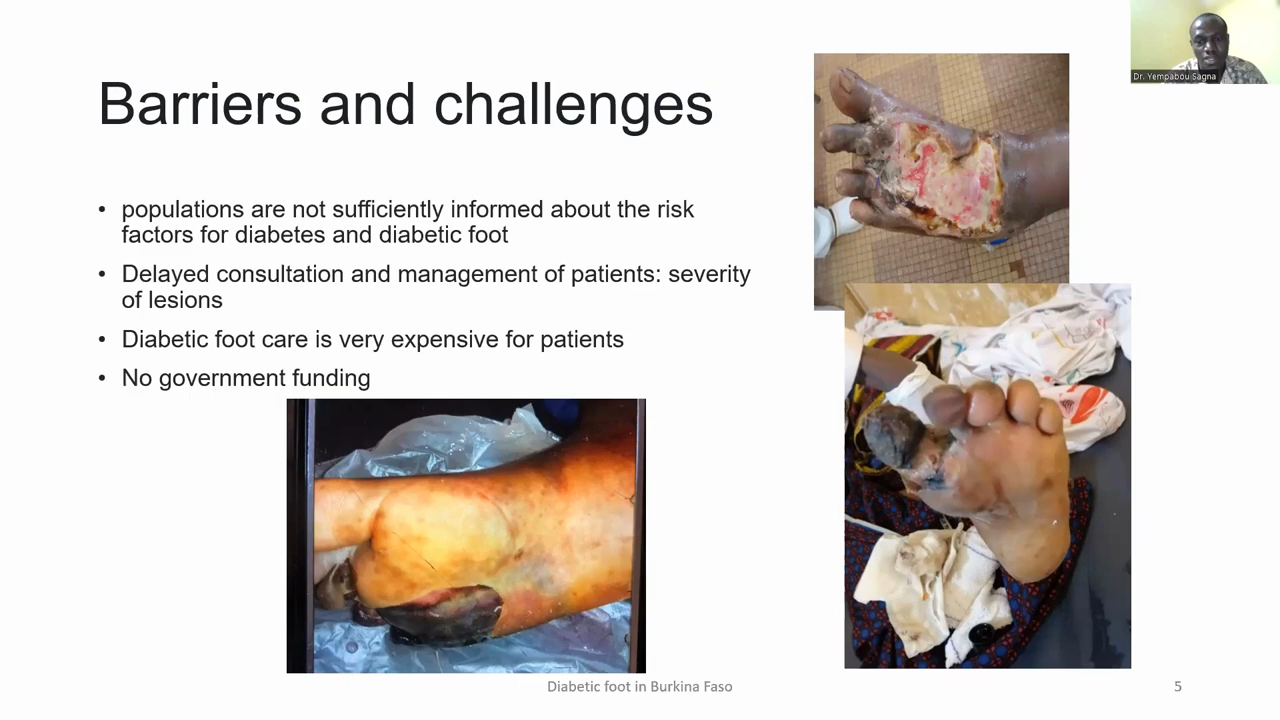 Dr. Yempabou Sagna
Barriers and challenges
• populations are not sufficiently informed about the risk
factors for diabetes and diabetic foot
• Delayed consultation and management of patients: severity
of lesions
• Diabetic foot care is very expensive for patients
• No government funding
Diabetic foot in Burkina Faso
5